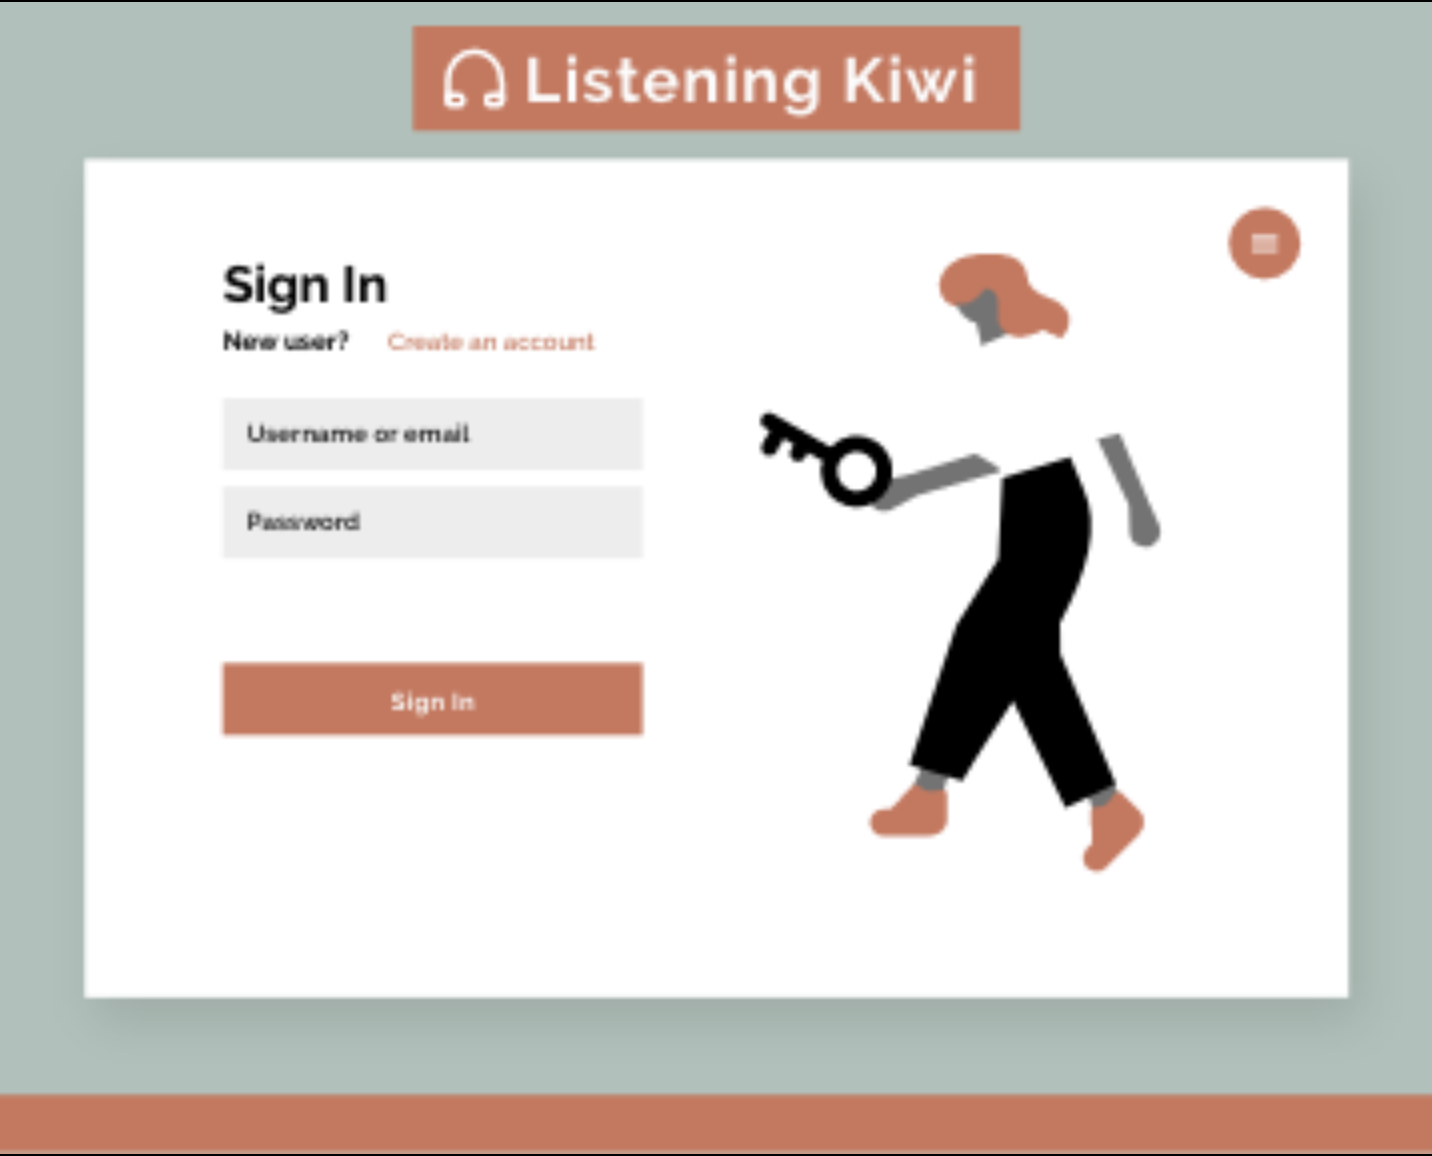 Listening Kiwi
Sign In
New user? Create an account
Username or email
Password
Sign In